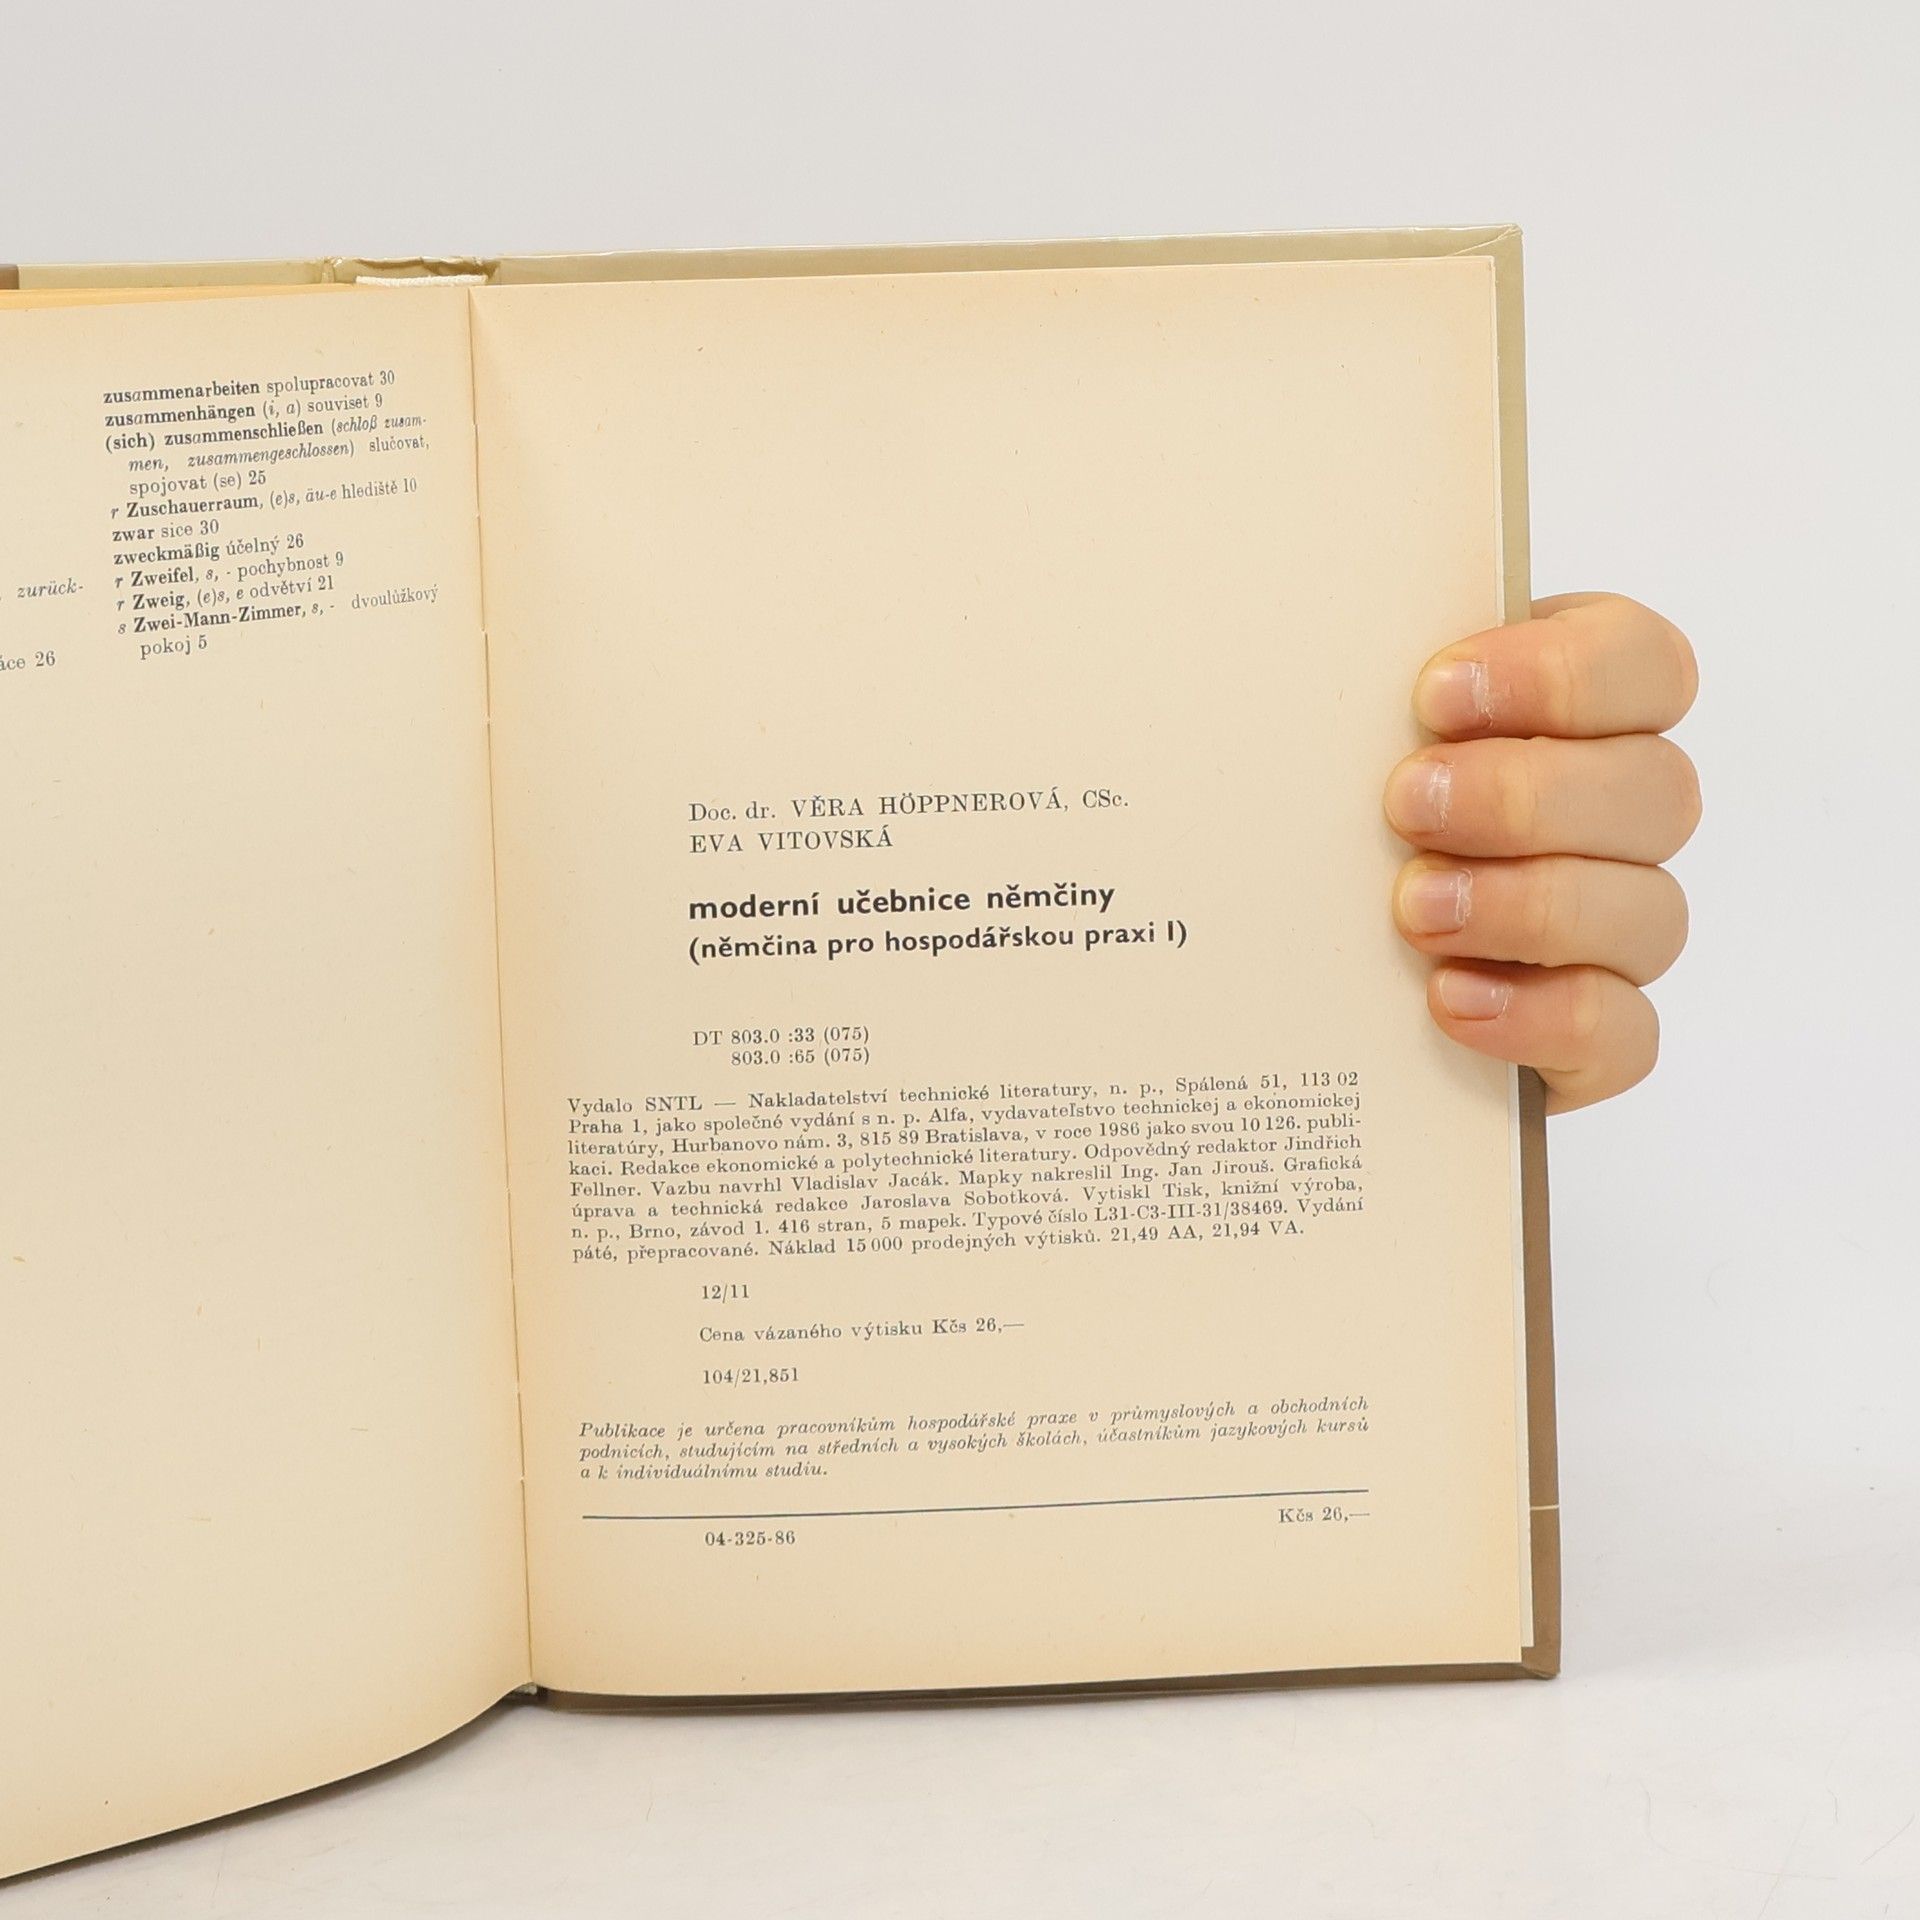 zurück-
26
zusammenarbeiten spolupracovat 30
zusammenhängen (i, a) souviset 9
(sich) zusammenschließen (schloß zusam-
men, zusammengeschlossen) slučovat,
spojovat (se) 25
r Zuschauerraum, (e)s, äu-e hlediště 10
zwar sice 30
zweckmäßig účelný 26
r Zweifel, s, - pochybnost 9
r Zweig, (e)s, e odvětví 21
s Zwei-Mann-Zimmer, s, - dvoulůžkový
pokoj 5
Doc. dr. VĚRA HÖPPNEROVÁ, CSc.
EVA VITOVSKÁ
moderní učebnice němčiny
(němčina pro hospodářskou praxi I)
DT 803.0 :33 (075)
803.0 :65 (075)
Vydalo SNTL — Nakladatelství technické literatury, n. p., Spálená 51, 113 02
Praha 1, jako společné vydání s n. p. Alfa, vydavateľstvo technickej a ekonomickej
literatúry, Hurbanovo nám. 3, 815 89 Bratislava, v roce 1986 jako svou 10 126. publi-
kaci. Redakce ekonomické a polytechnické literatury. Odpovědný redaktor Jindřich
Fellner. Vazbu navrhl Vladislav Jacák. Mapky nakreslil Ing. Jan Jirouš. Grafická
úprava a technická redakce Jaroslava Sobotková. Vytiskl Tisk, knižní výroba,
n. p., Brno, závod 1. 416 stran, 5 mapek. Typové číslo L31-C3-III-31/38469. Vydání
páté, přepracované. Náklad 15 000 prodejných výtisků. 21,49 AA, 21,94 VA.
12/11
Cena vázaného výtisku Kčs 26,—
104/21,851
Publikace je určena pracovníkům hospodářské praxe v průmyslových a obchodních
podnicích, studujícím na středních a vysokých školách, účastníkům jazykových kursů
a k individuálnímu studiu.
04-325-86 Kčs 26,—